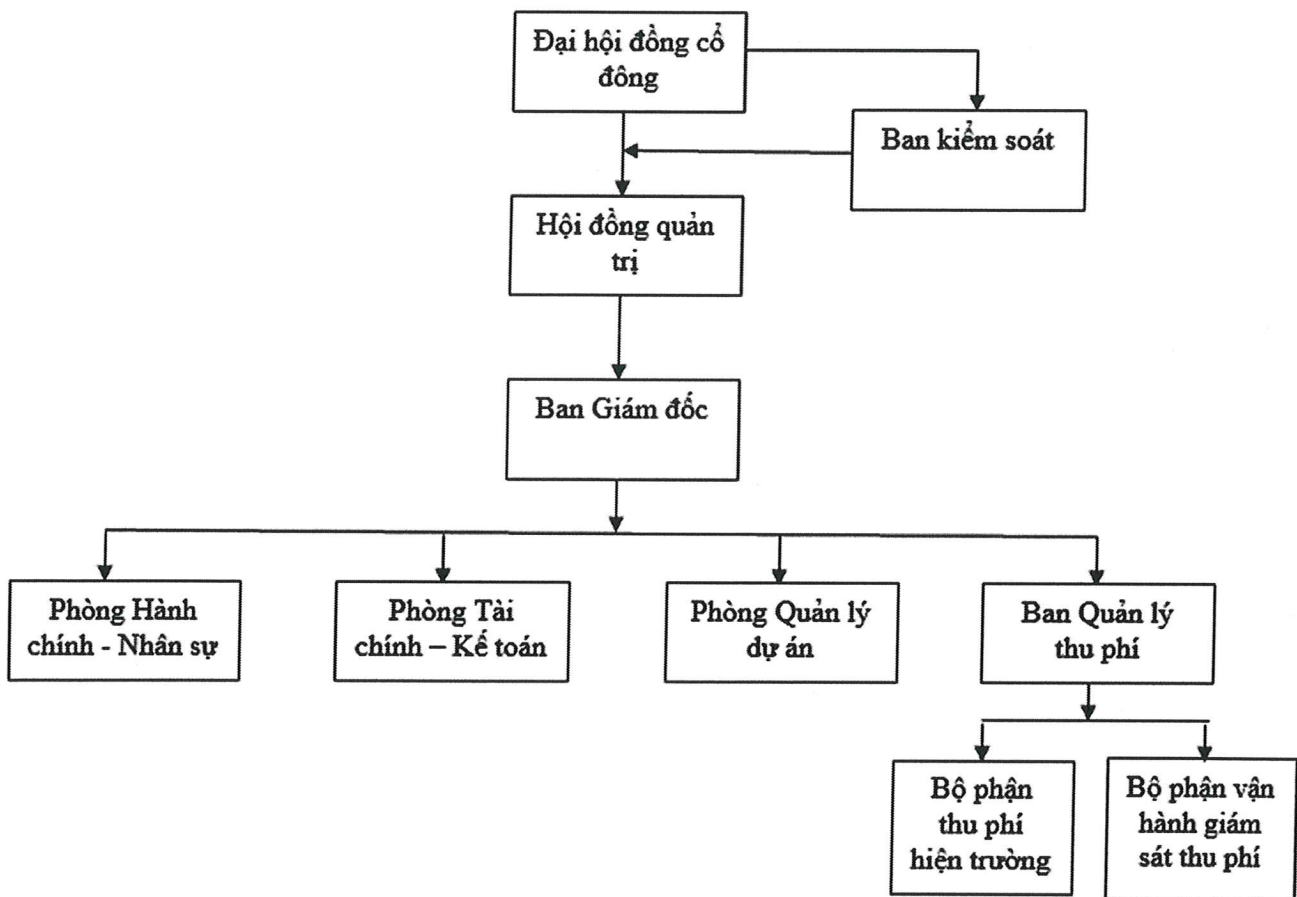 Đại hội đồng cổ
đông
Ban kiểm soát
Hội đồng quản
trị
Ban Giám đốc
Phòng Hành
chính - Nhân sự
Phòng Tài
chính – Kế toán
Phòng Quản lý
dự án
Ban Quản lý
thu phí
Bộ phận
thu phí
hiện trường
Bộ phận vận
hành giám
sát thu phí